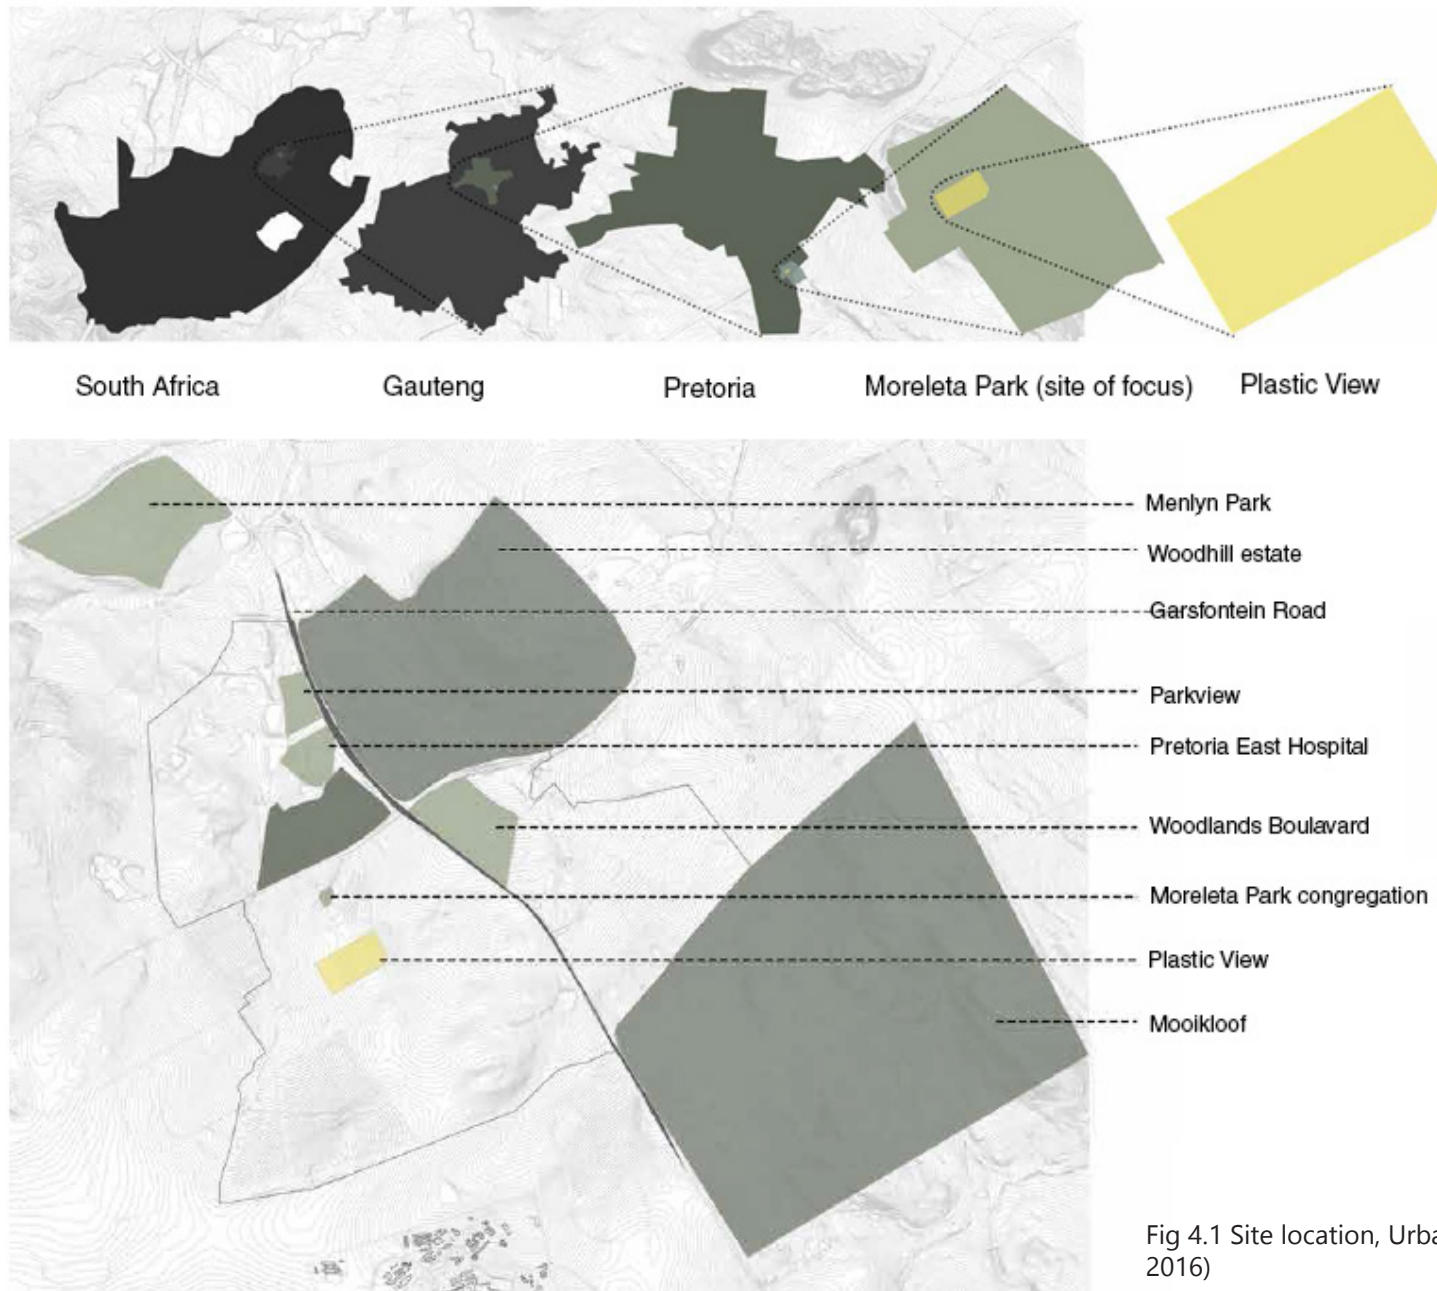 South Africa
Gauteng
Pretoria
Moreleta Park (site of focus)
Plastic View
Menlyn Park
Woodhill estate
Garsfontein Road
Parkview
Pretoria East Hospital
Woodlands Boulavard
Moreleta Park congregation
Plastic View
Mooikloof
Fig 4.1 Site location, Urba
2016)